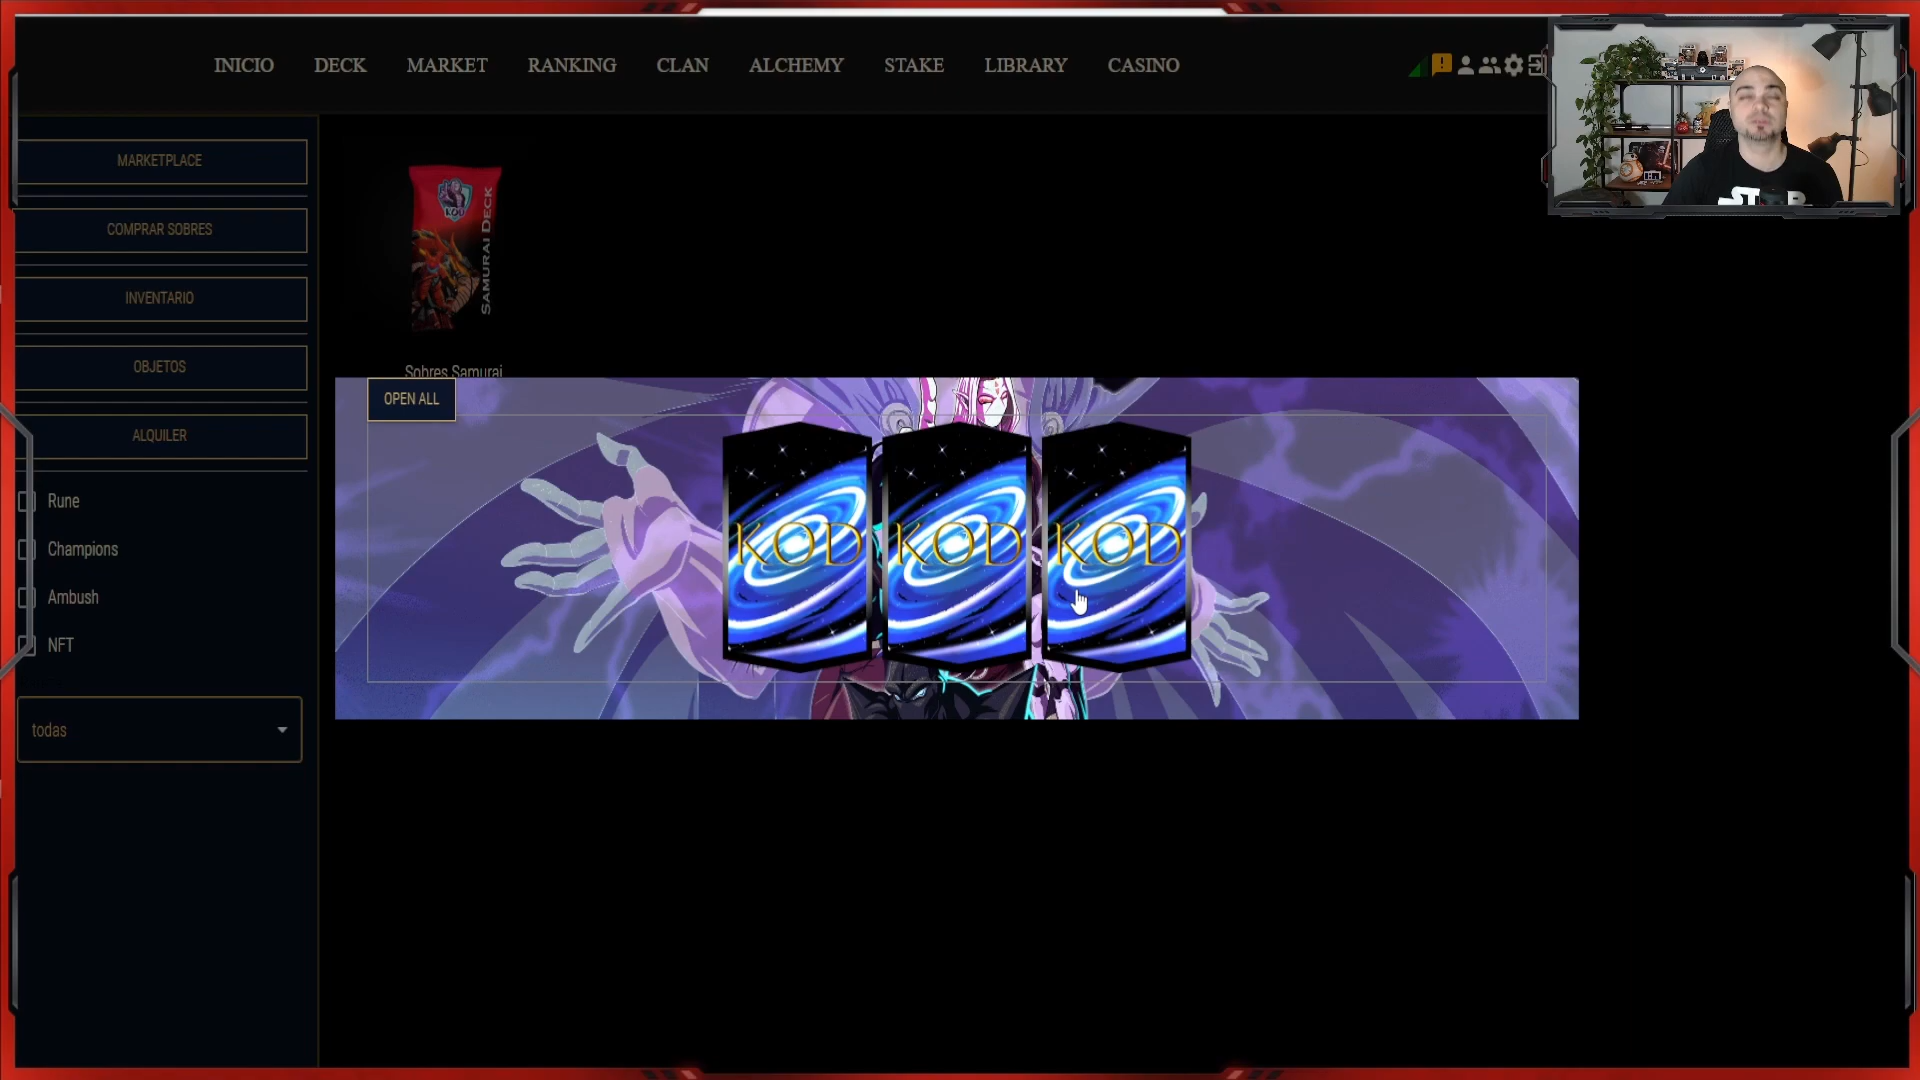 INICIO DECK MARKET RANKING CLAN ALCHEMY STAKE LIBRARY CASINO
MARKETPLACE
COMPRAR SOBRES
INVENTARIO
OBJETOS
ALQUILER
Rune
Champions
Ambush
NFT
todas
KOD
SAMURAI DECK
Sobres Samurai
OPEN ALL
KOD KOD KOD